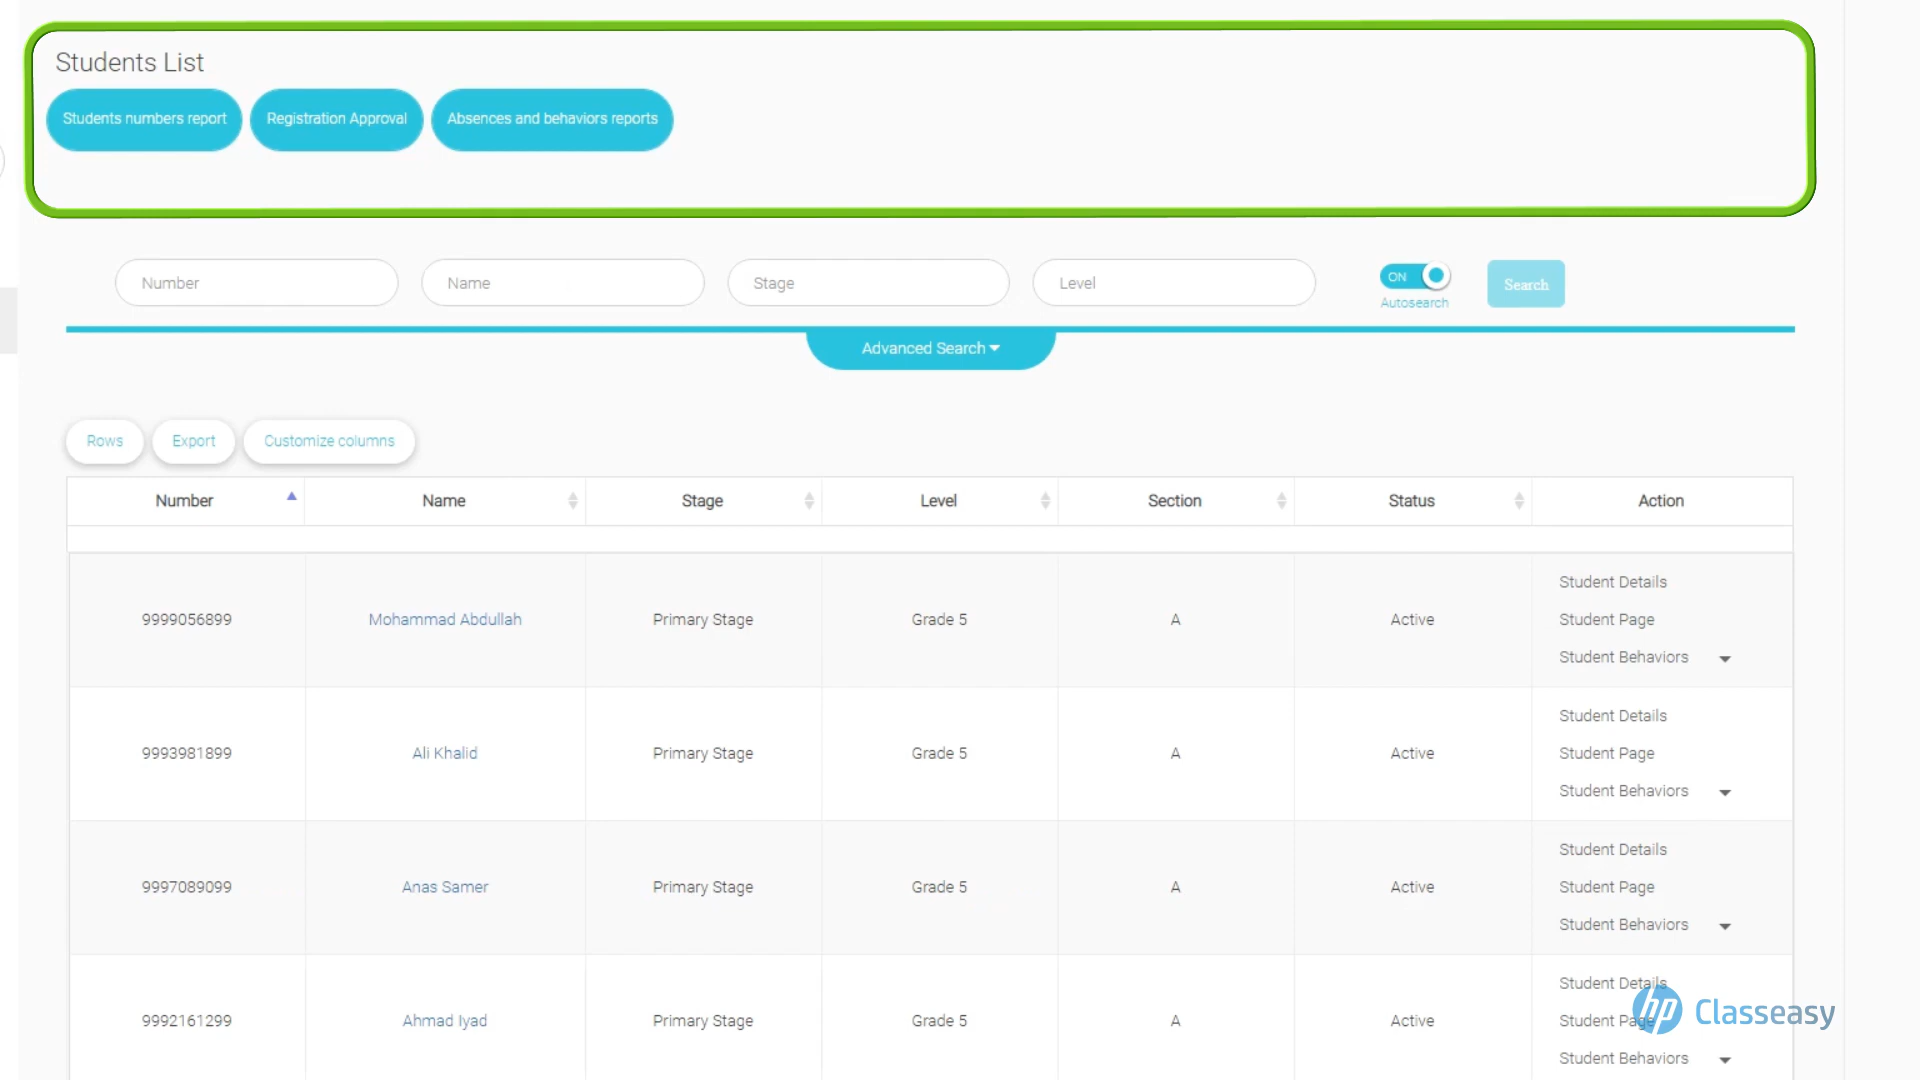 Students List
Students numbers report Registration Approval Absences and behaviors reports
Number Name Stage Level ON Autosearch Search
Advanced Search
Rows Export Customize columns
Number Name Stage Level Section Status Action
9999056899 Mohammad Abdullah Primary Stage Grade 5 A Active Student Details
Student Page
Student Behaviors
9993981899 Ali Khalid Primary Stage Grade 5 A Active Student Details
Student Page
Student Behaviors
9997089099 Anas Samer Primary Stage Grade 5 A Active Student Details
Student Page
Student Behaviors
9992161299 Ahmad Iyad Primary Stage Grade 5 A Active Student Details
Student Page
Student Behaviors
hp Classeasy